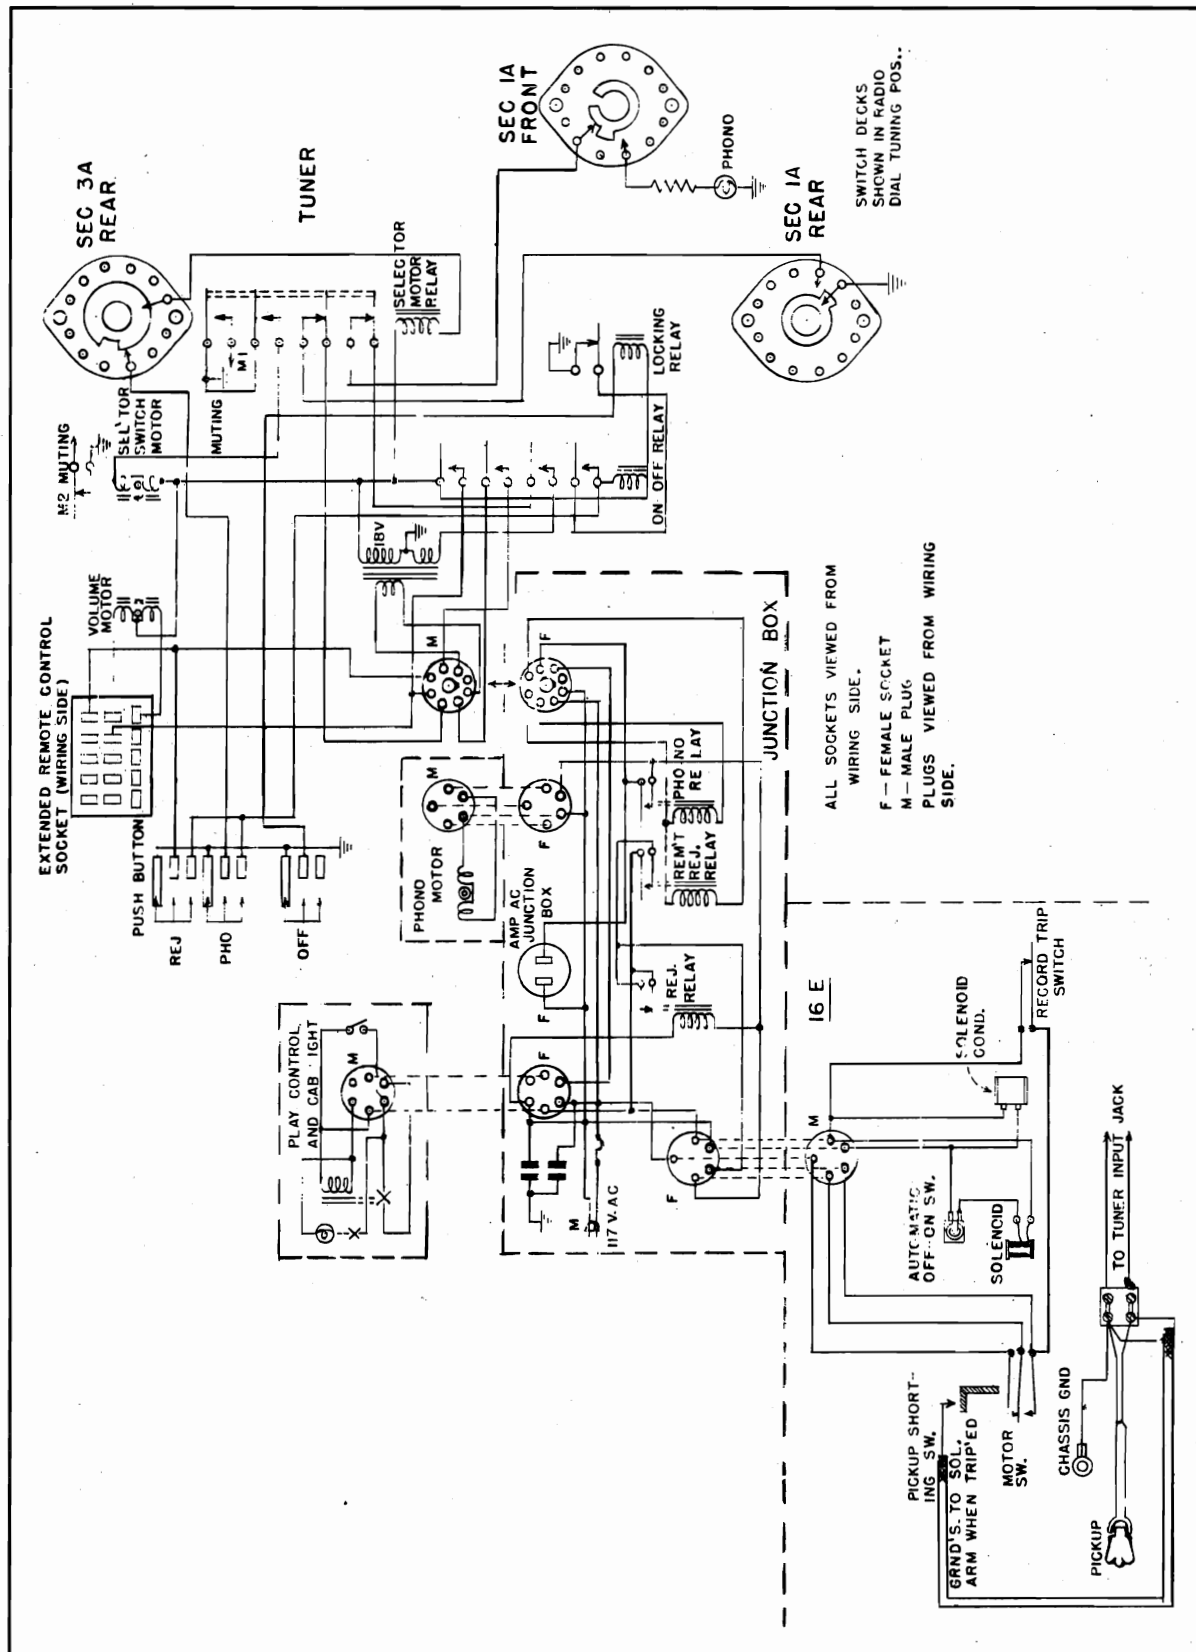 EXTENDED REMOTE CONTROL
SOCKET (WIRING SIDE)
PUSH BUTTON
REJ
PHO
OFF
VOLUME
MOTOR
M2 MUTING
SEL'TOR
SWITCH
MOTOR
MUTING
M1
SEC 3A
REAR
TUNER
SELECTOR
MOTOR
RELAY
SEC 1A
FRONT
PHONO
SEC 1A
REAR
SWITCH DECKS
SHOWN IN RADIO
DIAL TUNING POS..
LOCKING
RELAY
ON OFF RELAY
18V
M
F
JUNCTION BOX
PHONO
MOTOR
M
F
AMP AC
JUNCTION
BOX
F
PHONO
RELAY
REM'T
REJ.
RELAY
REJ.
RELAY
PLAY CONTROL
AND CAB IGHT
M
F
M
117 V-AC
F
M
ALL SOCKETS VIEWED FROM
WIRING SIDE.
F — FEMALE SOCKET
M — MALE PLUG
PLUGS VIEWED FROM WIRING
SIDE.
16 E
SOLENOID
COND.
RECORD TRIP
SWITCH
AUTOMATIC
OFF-ON SW.
SOLENOID
TO TUNER INPUT JACK
PICKUP SHORT-
ING SW.
GRND'S. TO SOL.
ARM WHEN TRIP'ED
MOTOR
SW.
CHASSIS GND
PICKUP